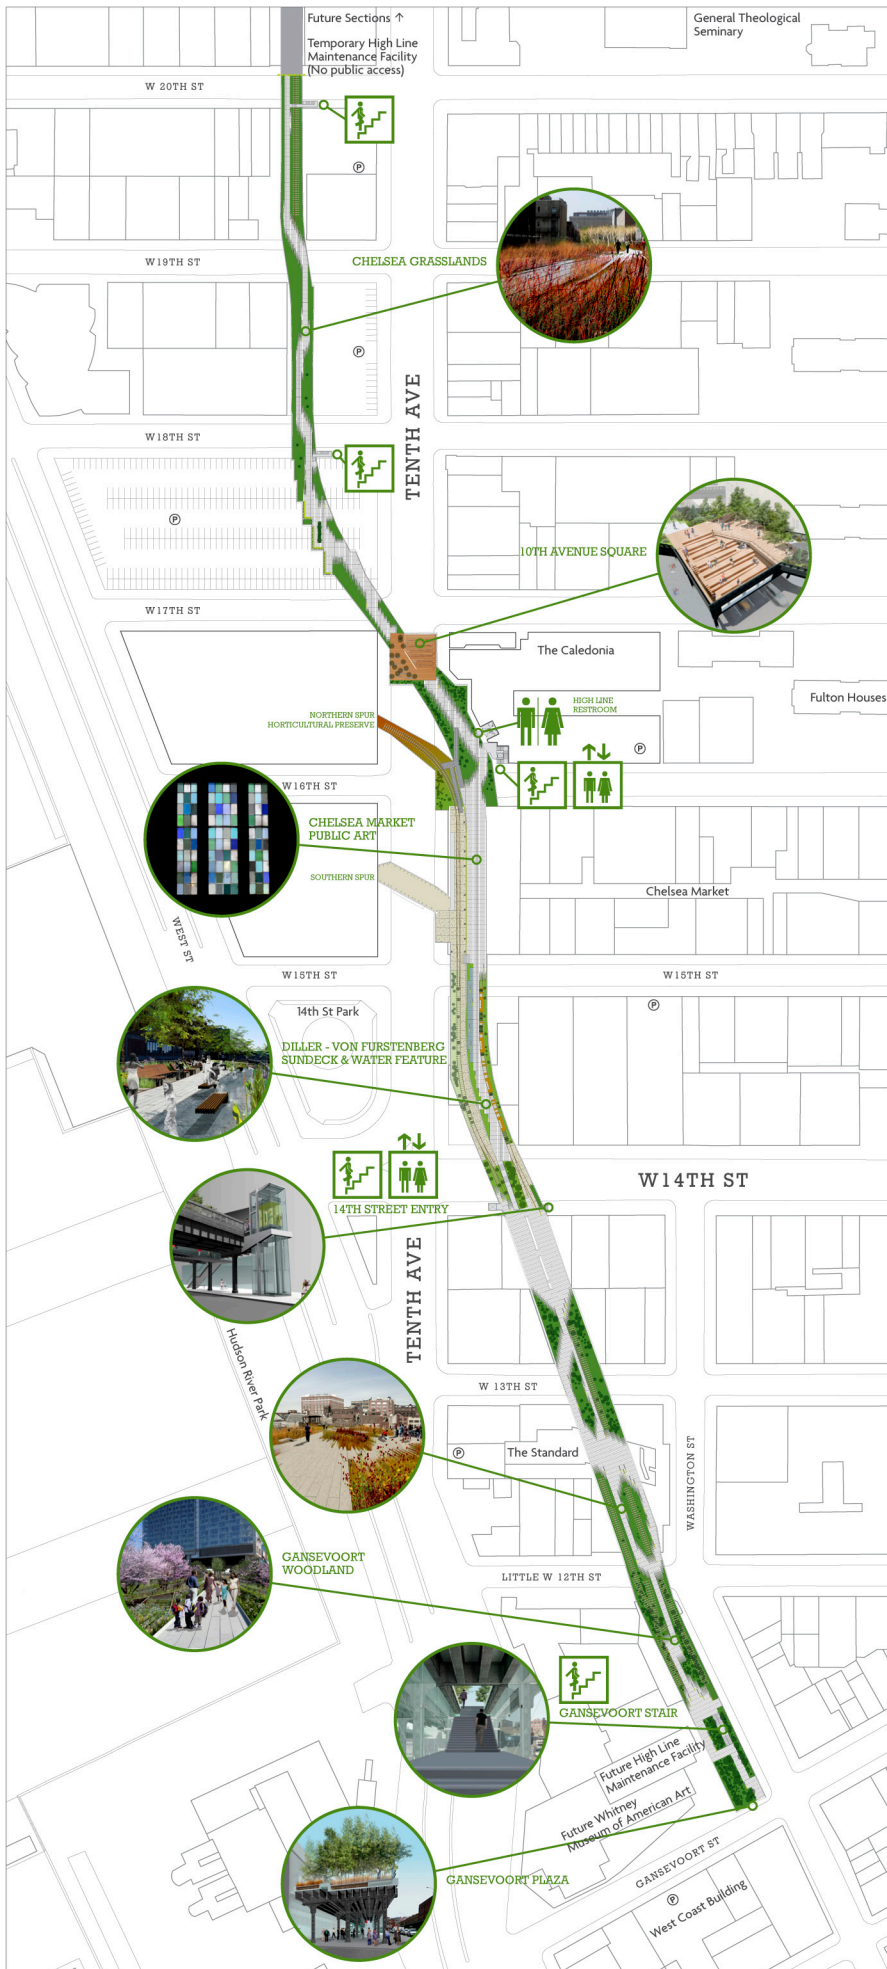 Future Sections ↑
Temporary High Line
Maintenance Facility
(No public access)
General Theological
Seminary
W 20TH ST
P
CHELSEA GRASSLANDS
W19TH ST
P
TENTH AVE
W18TH ST
P
10TH AVENUE SQUARE
W17TH ST
The Caledonia
Fulton Houses
HIGH LINE
RESTROOM
NORTHERN SPUR
HORTICULTURAL PRESERVE
P
W16TH ST
CHELSEA MARKET
PUBLIC ART
SOUTHERN SPUR
Chelsea Market
WEST ST
W15TH ST
W15TH ST
14th St Park
P
DILLER - VON FURSTENBERG
SUNDECK & WATER FEATURE
W14TH ST
14TH STREET ENTRY
TENTH AVE
Hudson River Park
W 13TH ST
P
The Standard
WASHINGTON ST
GANSEVOORT
WOODLAND
LITTLE W 12TH ST
GANSEVOORT STAIR
Future High Line
Maintenance Facility
Future Whitney
Museum of American Art
GANSEVOORT ST
GANSEVOORT PLAZA
P
West Coast Building